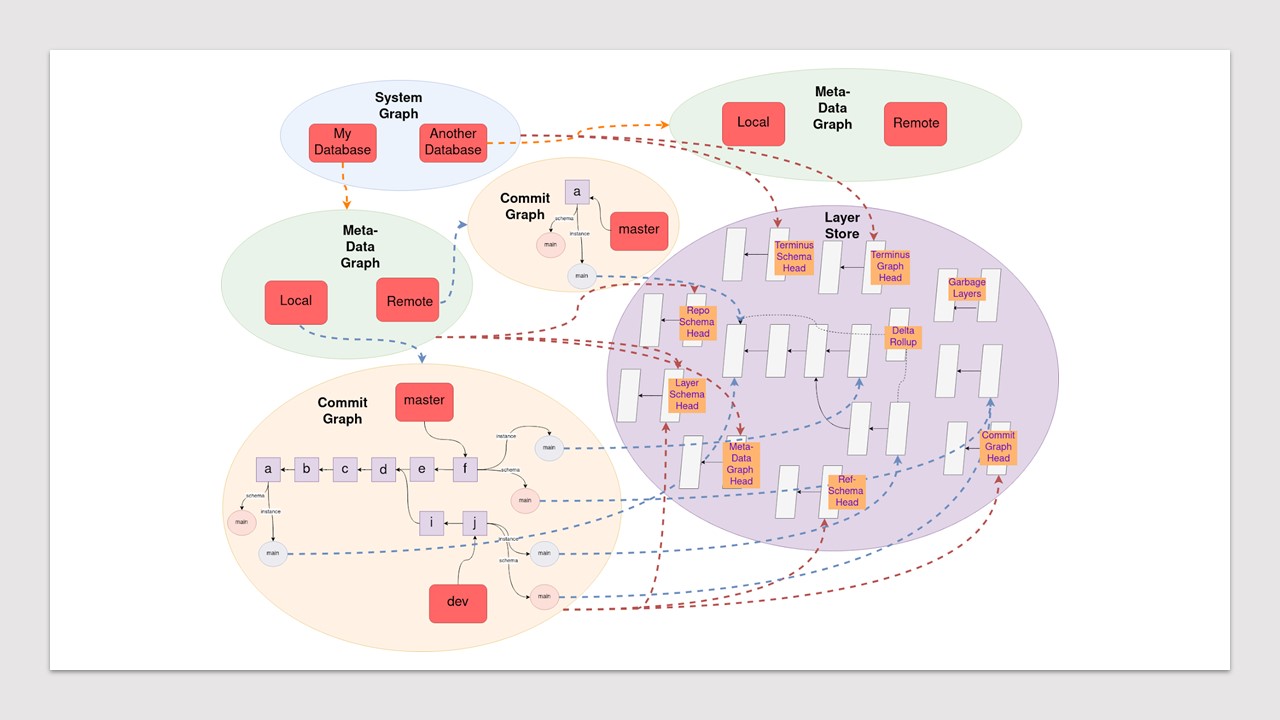 System
Graph
My
Database
Another
Database
Meta-
Data
Graph
Local
Remote
Commit
Graph
a
schema
instance
main
main
master
Meta-
Data
Graph
Local
Remote
Layer
Store
Terminus
Schema
Head
Terminus
Graph
Head
Garbage
Layers
Repo
Schema
Head
Delta
Rollup
Layer
Schema
Head
Meta-
Data
Graph
Head
Ref-
Schema
Head
Commit
Graph
Head
Commit
Graph
master
a
b
c
d
e
f
instance
main
schema
main
schema
instance
main
main
i
j
instance
schema
main
main
dev